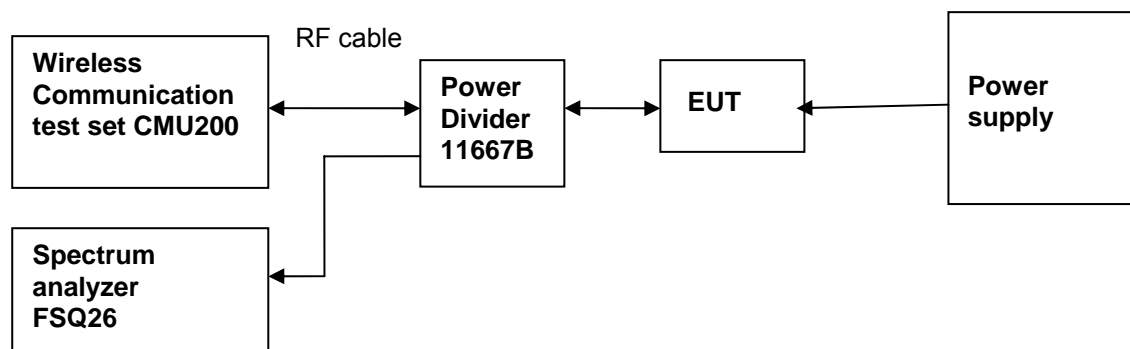 RF cable
Wireless
Communication
test set CMU200
Power
Divider
11667B
EUT
Power
supply
Spectrum
analyzer
FSQ26